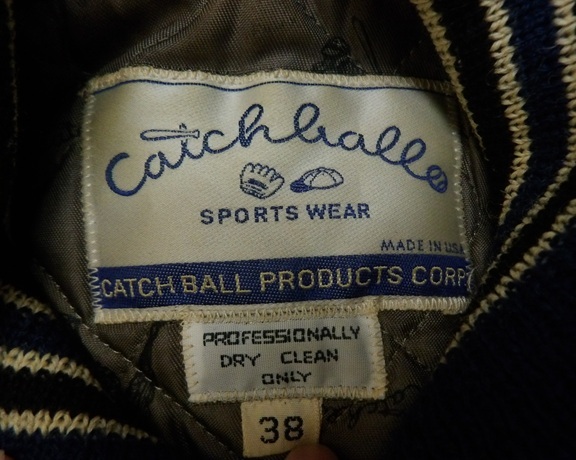 Catchball
SPORTS WEAR
MADE IN USA
CATCH BALL PRODUCTS CORP.
PROFESSIONALLY
DRY CLEAN
ONLY
38